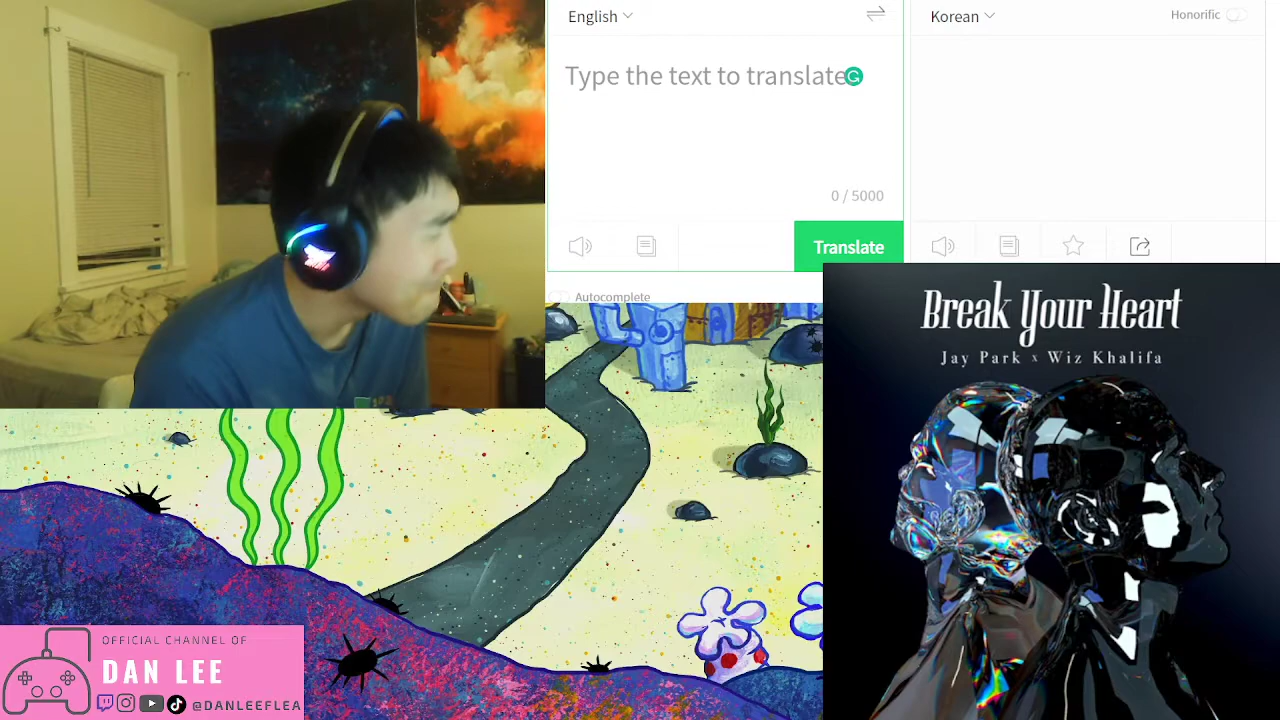 English
Korean
Honorific
Type the text to translate
0 / 5000
Translate
Autocomplete
Break Your Heart
Jay Park x Wiz Khalifa
OFFICIAL CHANNEL OF
DAN LEE
@DANLEEFLEA